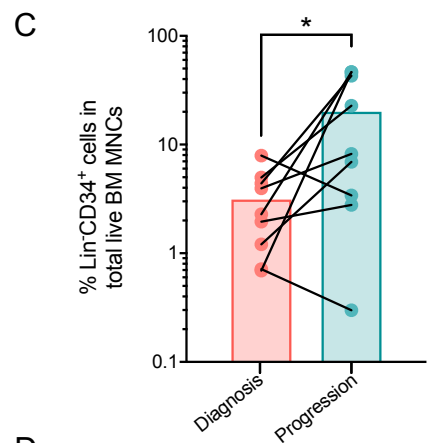 C
*
% Lin⁻CD34⁺ cells in
total live BM MNCs
100
10
1
0.1
Diagnosis
Progression